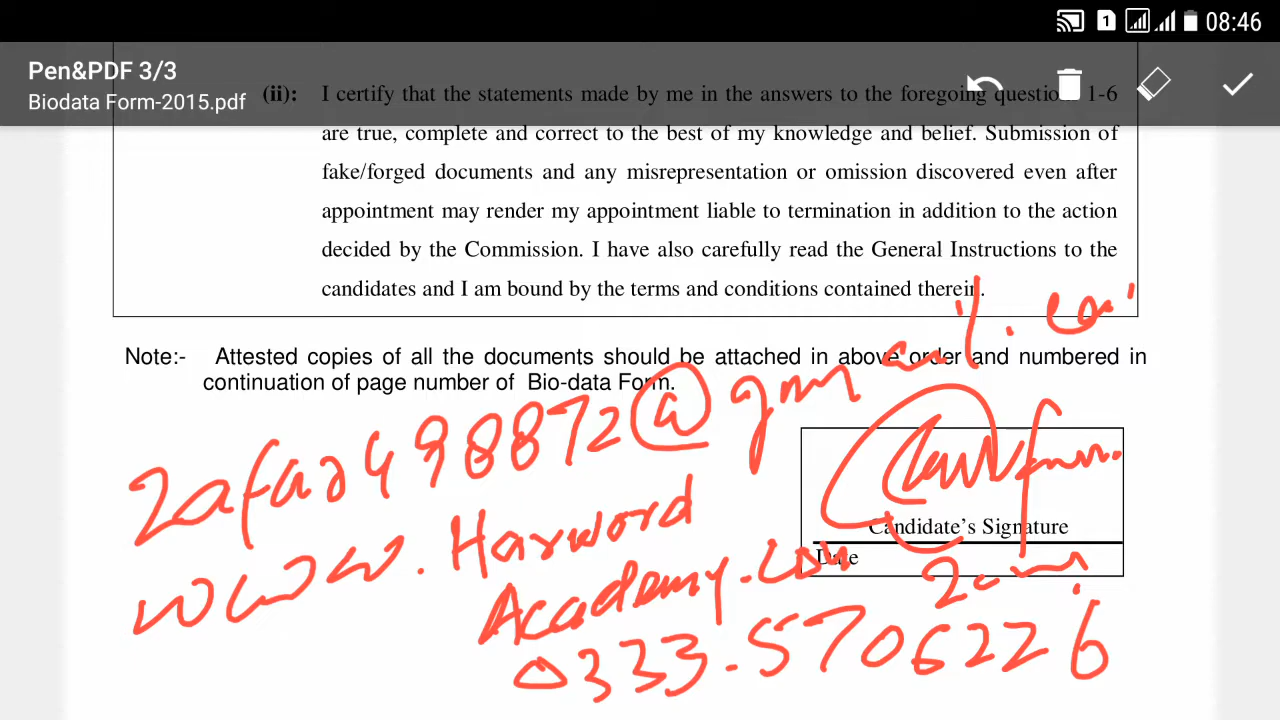 08:46
Pen&PDF 3/3
Biodata Form-2015.pdf
(ii): I certify that the statements made by me in the answers to the foregoing 1-6
are true, complete and correct to the best of my knowledge and belief. Submission of
fake/forged documents and any misrepresentation or omission discovered even after
appointment may render my appointment liable to termination in addition to the action
decided by the Commission. I have also carefully read the General Instructions to the
candidates and I am bound by the terms and conditions contained therein.
Note:- Attested copies of all the documents should be attached in above order and numbered in
continuation of page number of Bio-data Form.
Candidate's Signature
Date
www. Harword
Academy.com
0333-5706226